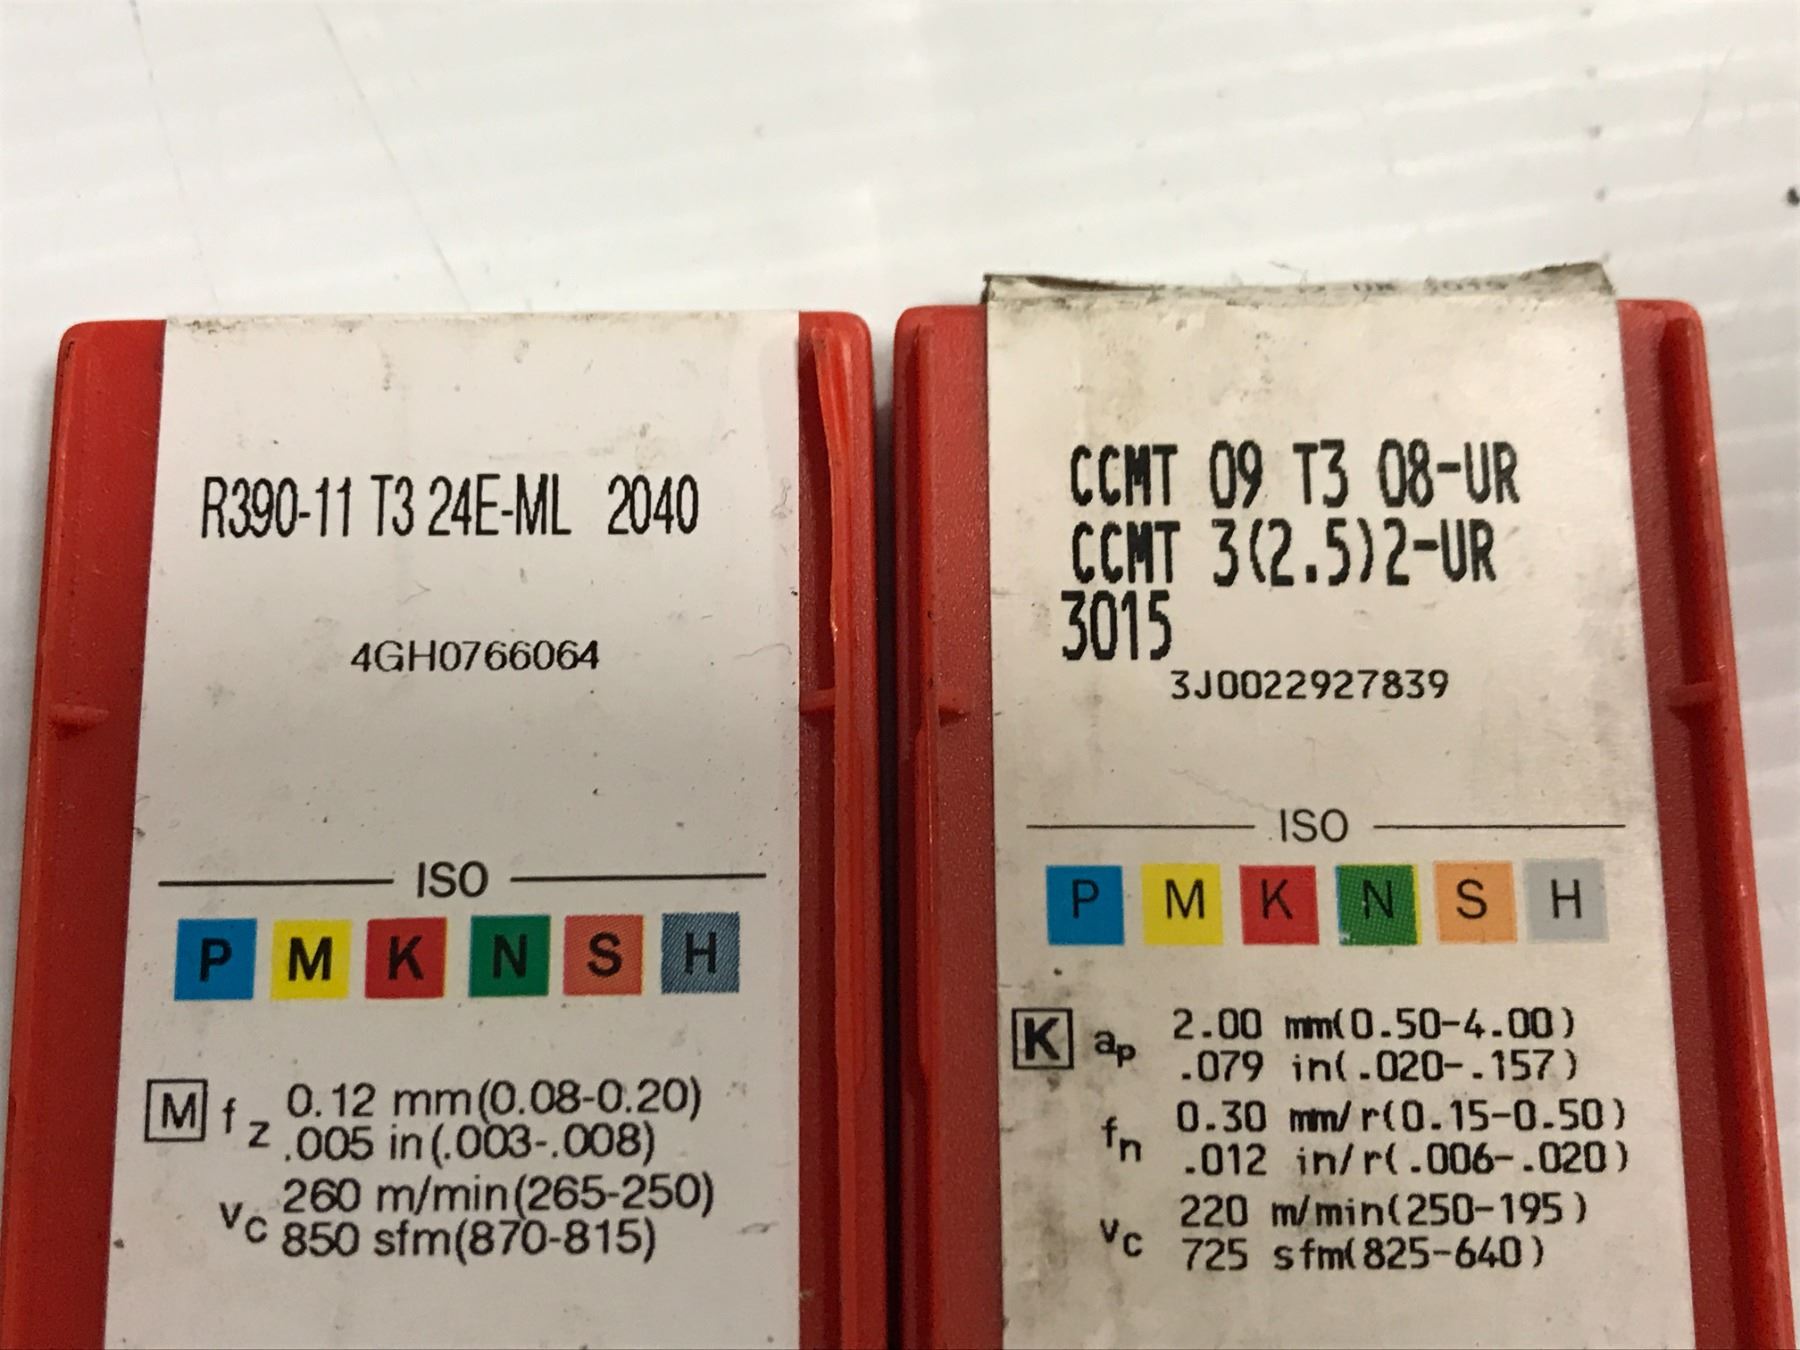 R390-11 T3 24E-ML 2040
4GH0766064
ISO
P M K N S H
M fz 0.12 mm(0.08-0.20)
.005 in(.003-.008)
vc 260 m/min(265-250)
850 sfm(870-815)
CCMT 09 T3 08-UR
CCMT 3(2.5)2-UR
3015
3J0022927839
ISO
P M K N S H
K ap 2.00 mm(0.50-4.00)
.079 in(.020-.157)
fn 0.30 mm/r(0.15-0.50)
.012 in/r(.006-.020)
vc 220 m/min(250-195)
725 sfm(825-640)